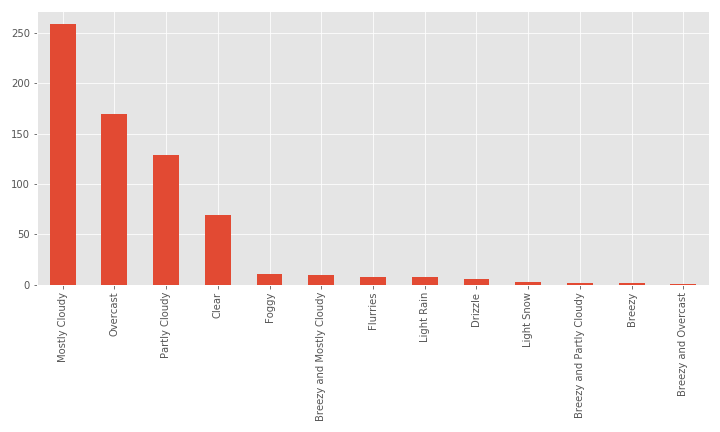 250
200
150
100
50
0
Mostly Cloudy
Overcast
Partly Cloudy
Clear
Foggy
Breezy and Mostly Cloudy
Flurries
Light Rain
Drizzle
Light Snow
Breezy and Partly Cloudy
Breezy
Breezy and Overcast